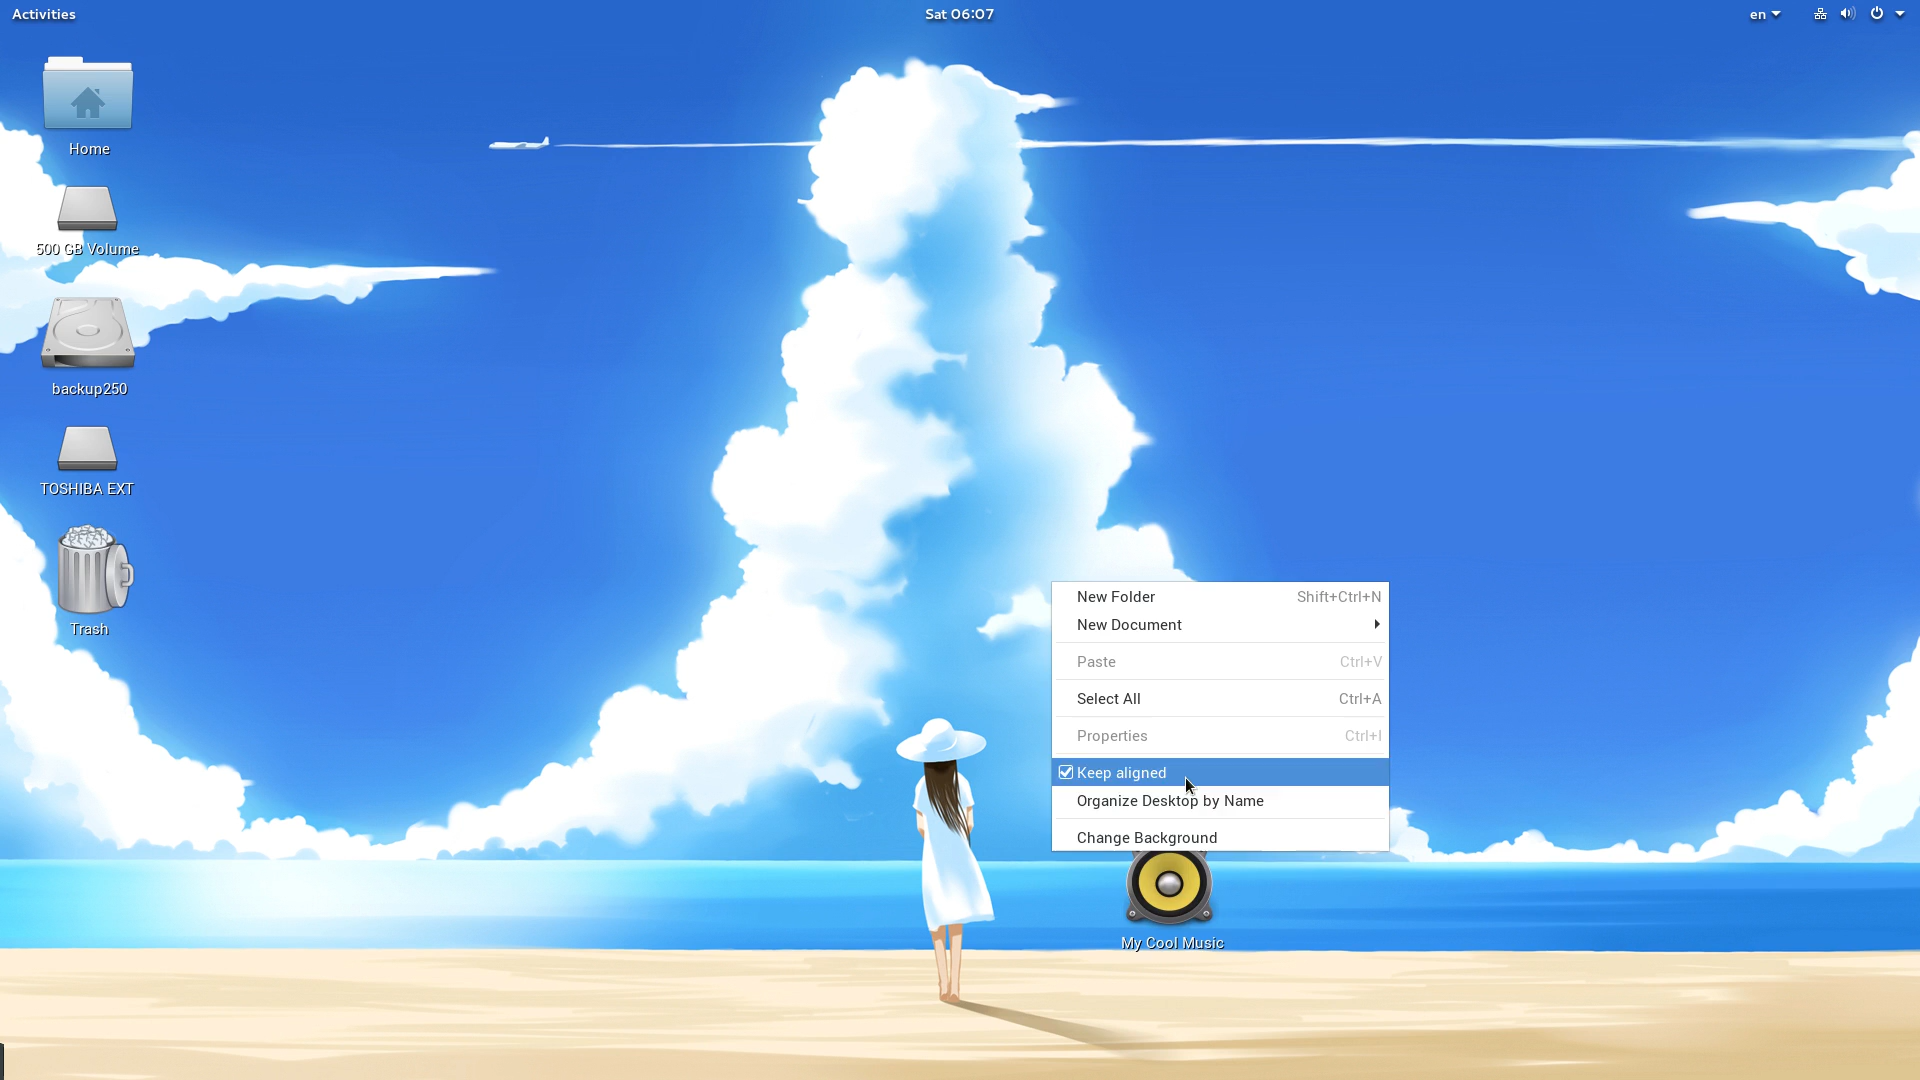 Activities
Sat 06:07
en
Home
500 GB Volume
backup250
TOSHIBA EXT
Trash
New Folder Shift+Ctrl+N
New Document
Paste Ctrl+V
Select All Ctrl+A
Properties Ctrl+I
Keep aligned
Organize Desktop by Name
Change Background
My Cool Music